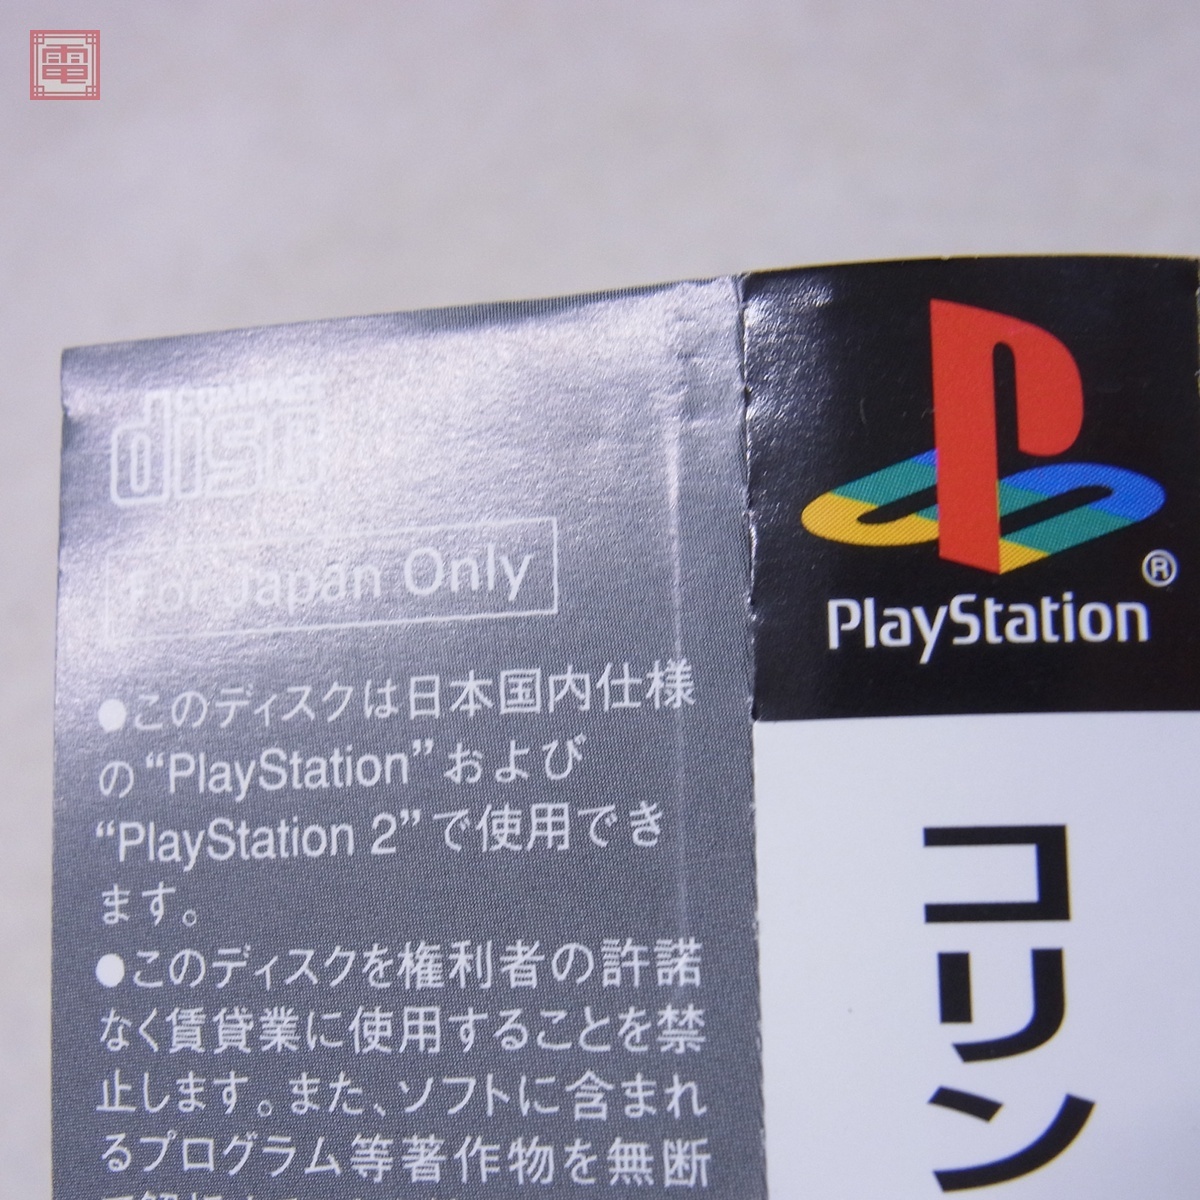 電
COMPACT
disc
For Japan Only
●このディスクは日本国内仕様
の“PlayStation”および
“PlayStation 2”で使用でき
ます。
●このディスクを権利者の許諾
なく賃貸業に使用することを禁
止します。また、ソフトに含まれ
るプログラム等著作物を無断
PlayStation
®
コリン